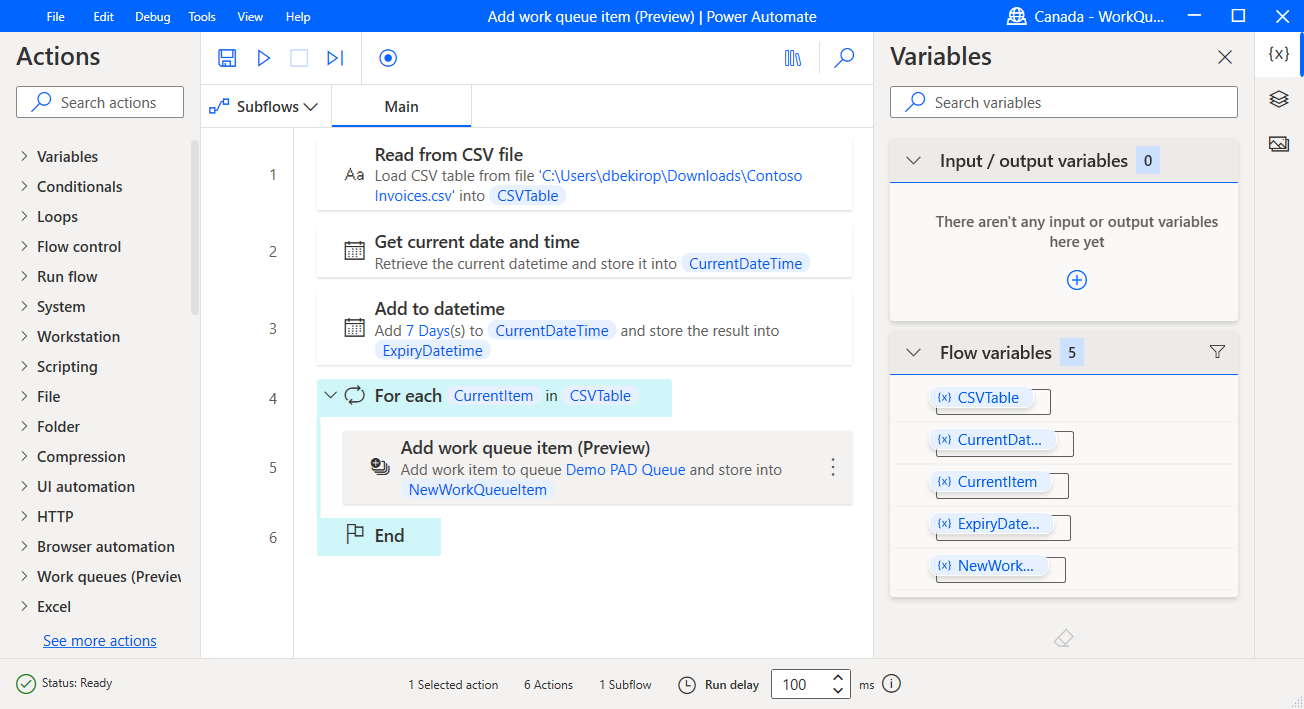 File Edit Debug Tools View Help Add work queue item (Preview) | Power Automate Canada - WorkQu...
Actions
Search actions
Variables
Conditionals
Loops
Flow control
Run flow
System
Workstation
Scripting
File
Folder
Compression
UI automation
HTTP
Browser automation
Work queues (Previev
Excel
See more actions
Subflows Main
1
Aa
Read from CSV file
Load CSV table from file 'C:\Users\dbekirop\Downloads\Contoso
Invoices.csv' into CSVTable
2
Get current date and time
Retrieve the current datetime and store it into CurrentDateTime
3
Add to datetime
Add 7 Days(s) to CurrentDateTime and store the result into
ExpiryDatetime
4
For each CurrentItem in CSVTable
5
Add work queue item (Preview)
Add work item to queue Demo PAD Queue and store into
NewWorkQueueItem
6
End
Variables
{x}
Search variables
Input / output variables 0
There aren't any input or output variables
here yet
Flow variables 5
(x) CSVTable
(x) CurrentDat...
(x) CurrentItem
(x) ExpiryDate...
(x) NewWork...
Status: Ready 1 Selected action 6 Actions 1 Subflow Run delay 100 ms